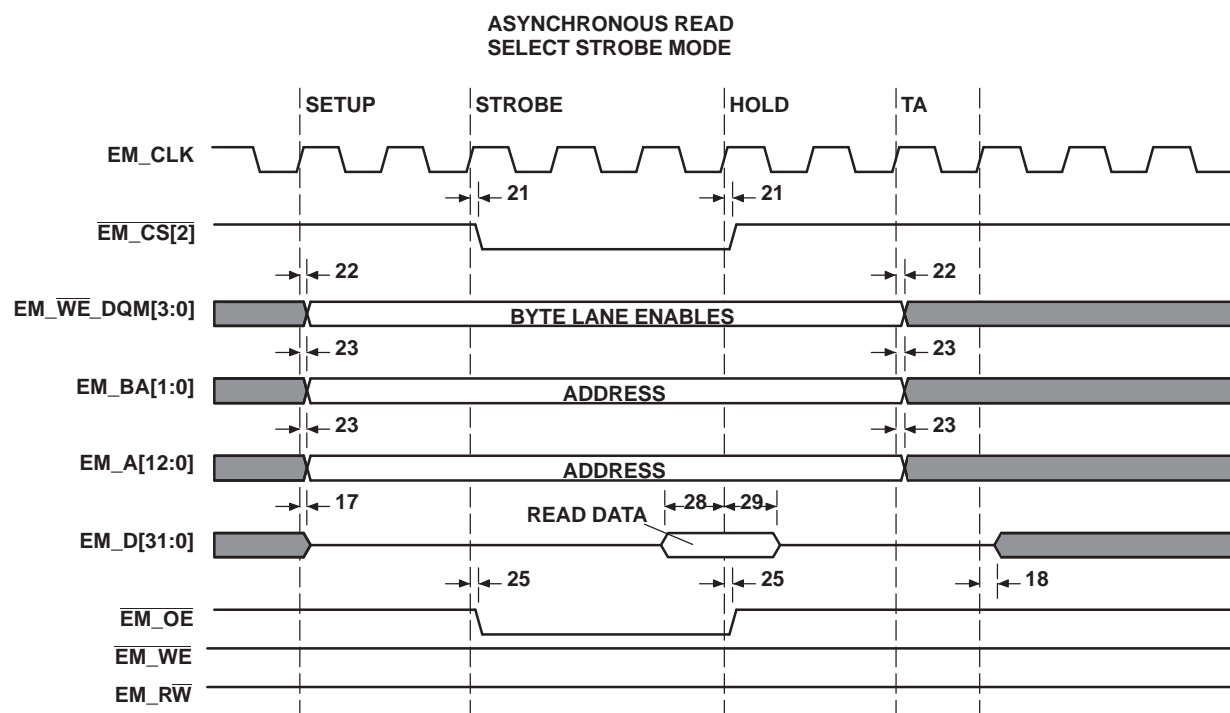 ASYNCHRONOUS READ
SELECT STROBE MODE
SETUP STROBE HOLD TA
EM_CLK
21 21
EM_CS[2]
22 22
EM_WE_DQM[3:0] BYTE LANE ENABLES
23 23
EM_BA[1:0] ADDRESS
23 23
EM_A[12:0] ADDRESS
17 28 29
READ DATA
EM_D[31:0]
25 25 18
EM_OE
EM_WE
EM_RW